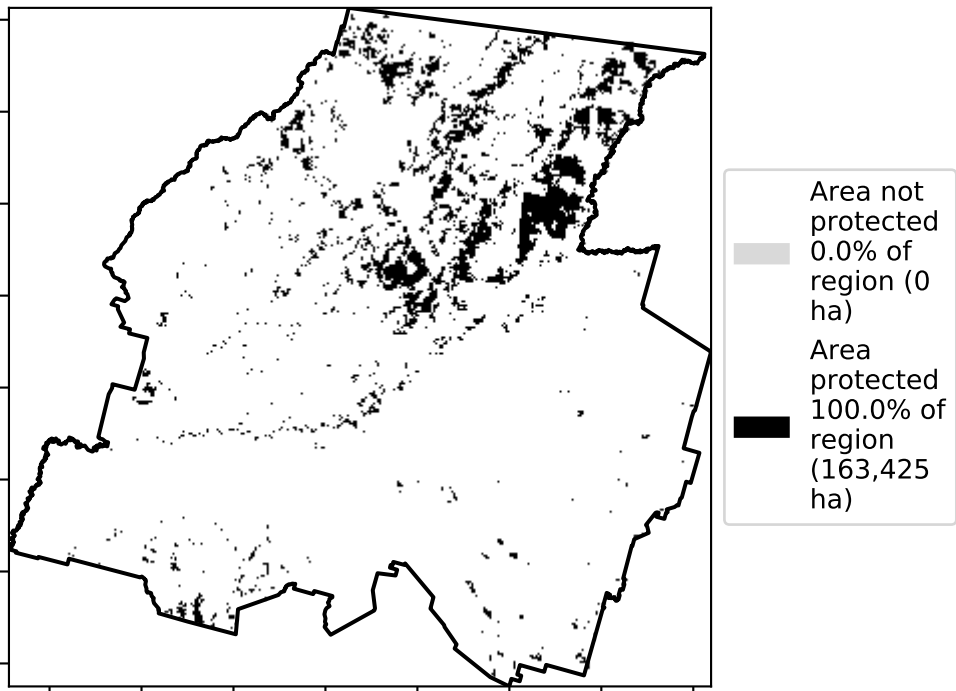 Area not
protected
0.0% of
region (0
ha)
Area
protected
100.0% of
region
(163,425
ha)